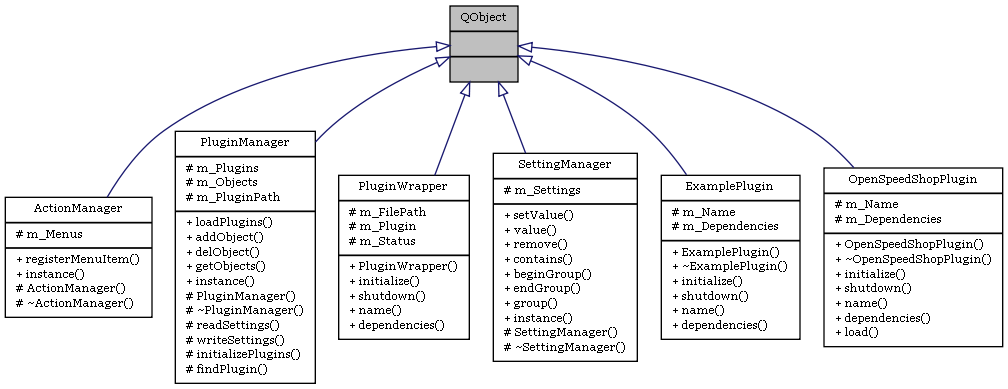 QObject
ActionManager
# m_Menus
+ registerMenuItem()
+ instance()
# ActionManager()
# ~ActionManager()
PluginManager
# m_Plugins
# m_Objects
# m_PluginPath
+ loadPlugins()
+ addObject()
+ delObject()
+ getObjects()
+ instance()
# PluginManager()
# ~PluginManager()
# readSettings()
# writeSettings()
# initializePlugins()
# findPlugin()
PluginWrapper
# m_FilePath
# m_Plugin
# m_Status
+ PluginWrapper()
+ initialize()
+ shutdown()
+ name()
+ dependencies()
SettingManager
# m_Settings
+ setValue()
+ value()
+ remove()
+ contains()
+ beginGroup()
+ endGroup()
+ group()
+ instance()
# SettingManager()
# ~SettingManager()
ExamplePlugin
# m_Name
# m_Dependencies
+ ExamplePlugin()
+ ~ExamplePlugin()
+ initialize()
+ shutdown()
+ name()
+ dependencies()
OpenSpeedShopPlugin
# m_Name
# m_Dependencies
+ OpenSpeedShopPlugin()
+ ~OpenSpeedShopPlugin()
+ initialize()
+ shutdown()
+ name()
+ dependencies()
+ load()